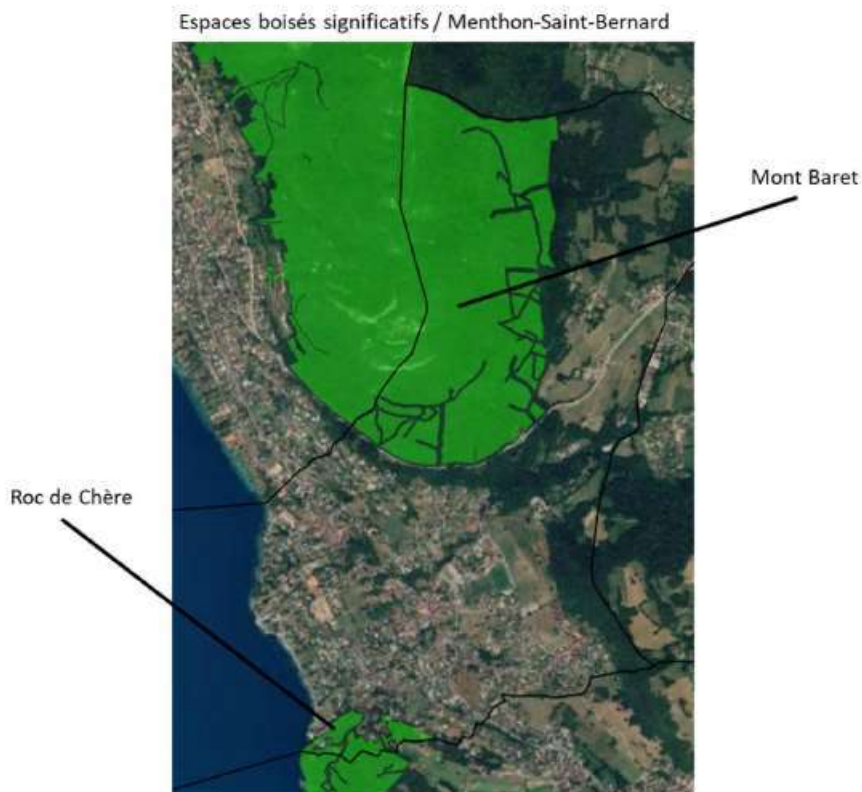 Espaces boisés significatifs / Menthon-Saint-Bernard
Mont Baret
Roc de Chère